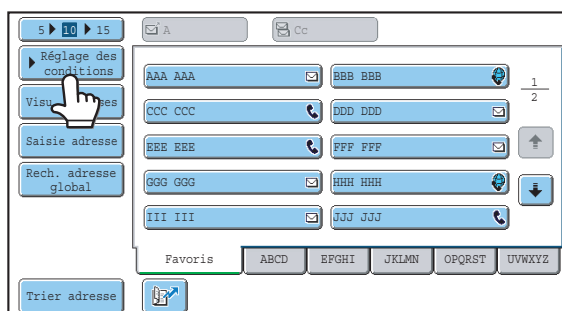 5 10 15
A
Cc
Réglage des
conditions
AAA AAA
BBB BBB
1
2
Visu
ses
CCC CCC
DDD DDD
Saisie adresse
EEE EEE
FFF FFF
Rech. adresse
global
GGG GGG
HHH HHH
III III
JJJ JJJ
Favoris
ABCD
EFGHI
JKLMN
OPQRST
UVWXYZ
Trier adresse